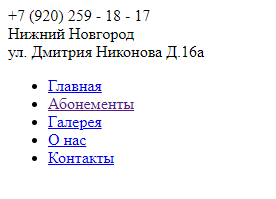 +7 (920) 259 - 18 - 17
Нижний Новгород
ул. Дмитрия Никонова Д.16а
Главная
Абонементы
Галерея
О нас
Контакты